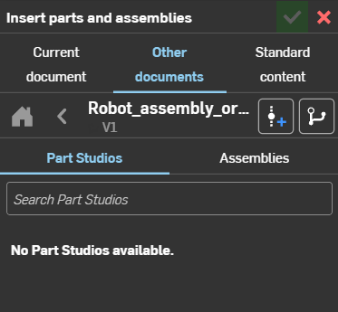 Insert parts and assemblies
Current document
Other documents
Standard content
Robot_assembly_or...
V1
Part Studios
Assemblies
Search Part Studios
No Part Studios available.